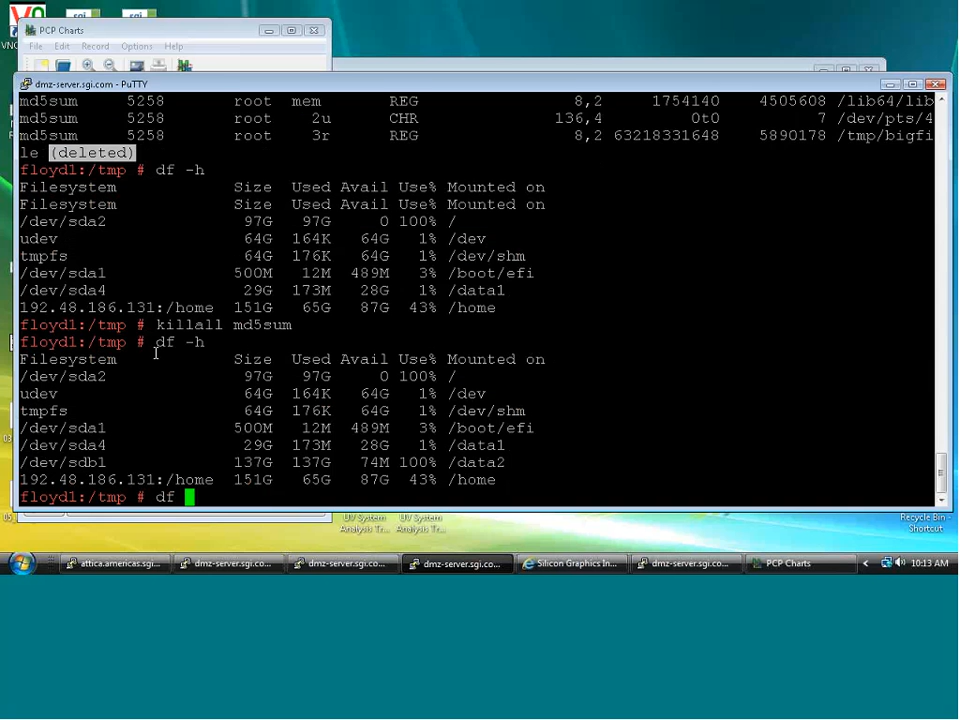 PCP Charts
File Edit Record Options Help
dmz-server.sgi.com - PuTTY
md5sum 5258 root mem REG 8,2 1754140 4505608 /lib64/lib
md5sum 5258 root 2u CHR 136,4 0t0 7 /dev/pts/4
md5sum 5258 root 3r REG 8,2 63218331648 5890178 /tmp/bigfi
le (deleted)
floyd1:/tmp # df -h
Filesystem Size Used Avail Use% Mounted on
Filesystem Size Used Avail Use% Mounted on
/dev/sda2 97G 97G 0 100% /
udev 64G 164K 64G 1% /dev
tmpfs 64G 176K 64G 1% /dev/shm
/dev/sda1 500M 12M 489M 3% /boot/efi
/dev/sda4 29G 173M 28G 1% /data1
192.48.186.131:/home 151G 65G 87G 43% /home
floyd1:/tmp # killall md5sum
floyd1:/tmp # df -h
Filesystem Size Used Avail Use% Mounted on
/dev/sda2 97G 97G 0 100% /
udev 64G 164K 64G 1% /dev
tmpfs 64G 176K 64G 1% /dev/shm
/dev/sda1 500M 12M 489M 3% /boot/efi
/dev/sda4 29G 173M 28G 1% /data1
/dev/sdb1 137G 137G 74M 100% /data2
192.48.186.131:/home 151G 65G 87G 43% /home
floyd1:/tmp # df
UV System Analysis Tr... UV System Analysis Tr... Recycle Bin - Shortcut
attica.americas.sgi... dmz-server.sgi.co... dmz-server.sgi.co... dmz-server.sgi.co... Silicon Graphics In... dmz-server.sgi.co... PCP Charts 10:13 AM